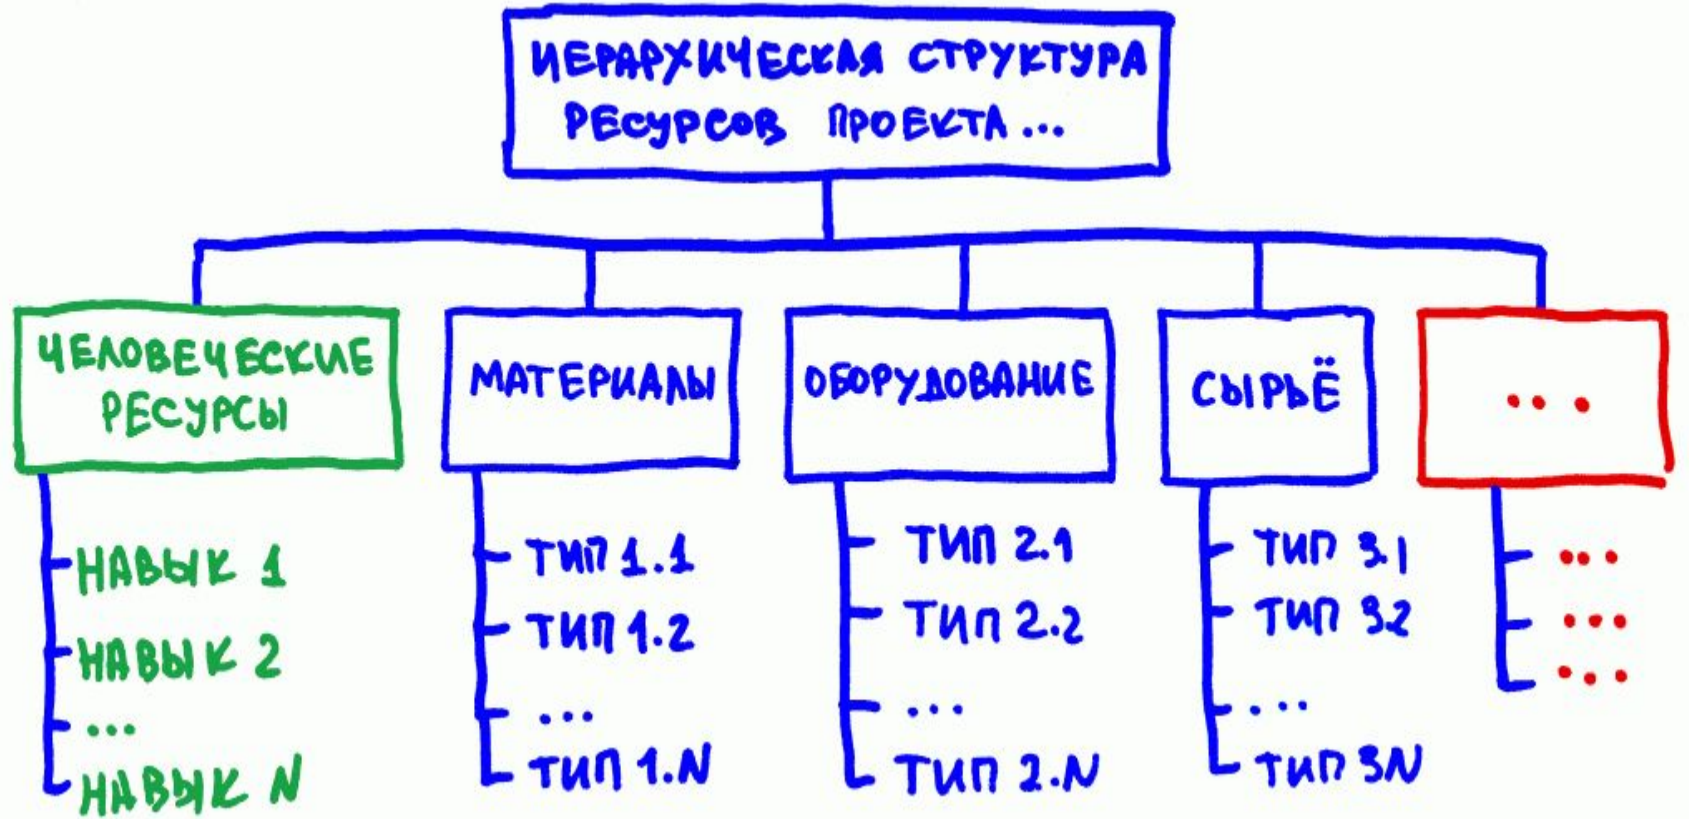 ИЕРАРХИЧЕСКАЯ СТРУКТУРА
РЕСУРСОВ ПРОЕКТА...
ЧЕЛОВЕЧЕСКИЕ
РЕСУРСЫ
НАВЫК 1
НАВЫК 2
...
НАВЫК N
МАТЕРИАЛЫ
ТИП 1.1
ТИП 1.2
...
ТИП 1.N
ОБОРУДОВАНИЕ
ТИП 2.1
ТИП 2.2
...
ТИП 2.N
СЫРЬЁ
ТИП 3.1
ТИП 3.2
...
ТИП 3N
...
...
...
...